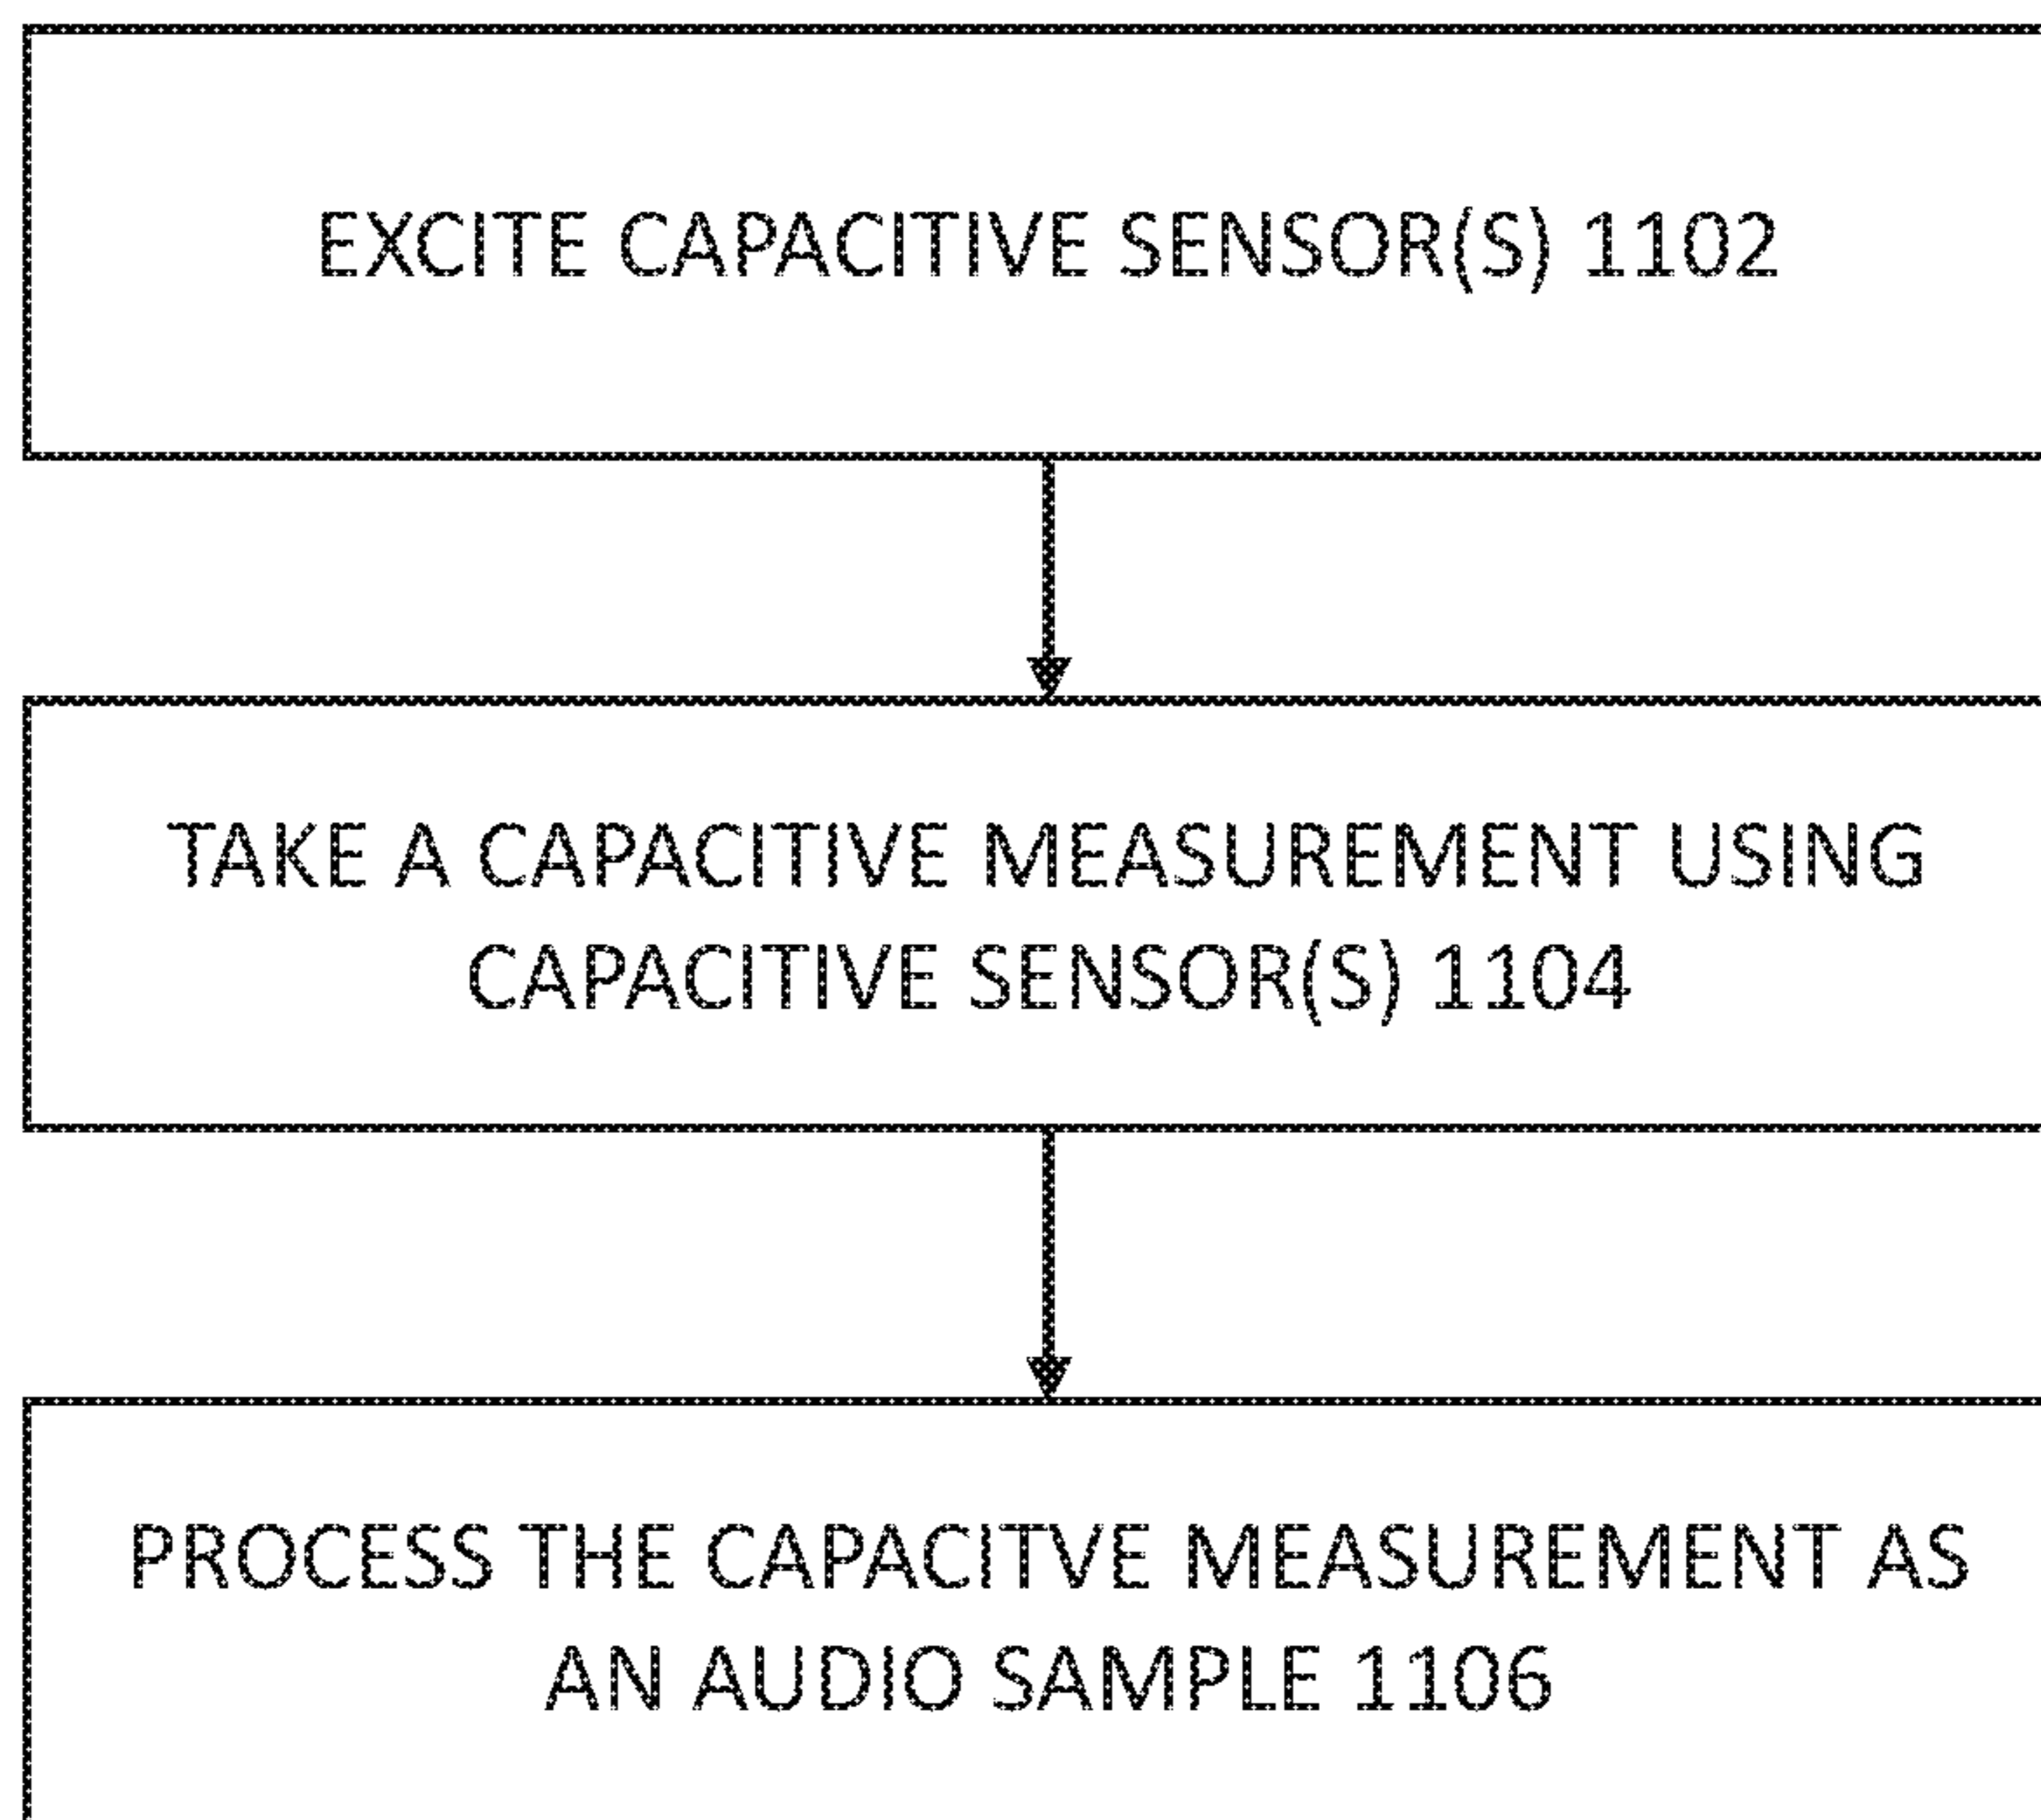 EXCITE CAPACITIVE SENSOR(S) 1102
TAKE A CAPACITIVE MEASUREMENT USING
CAPACITIVE SENSOR(S) 1104
PROCESS THE CAPACITVE MEASUREMENT AS
AN AUDIO SAMPLE 1106